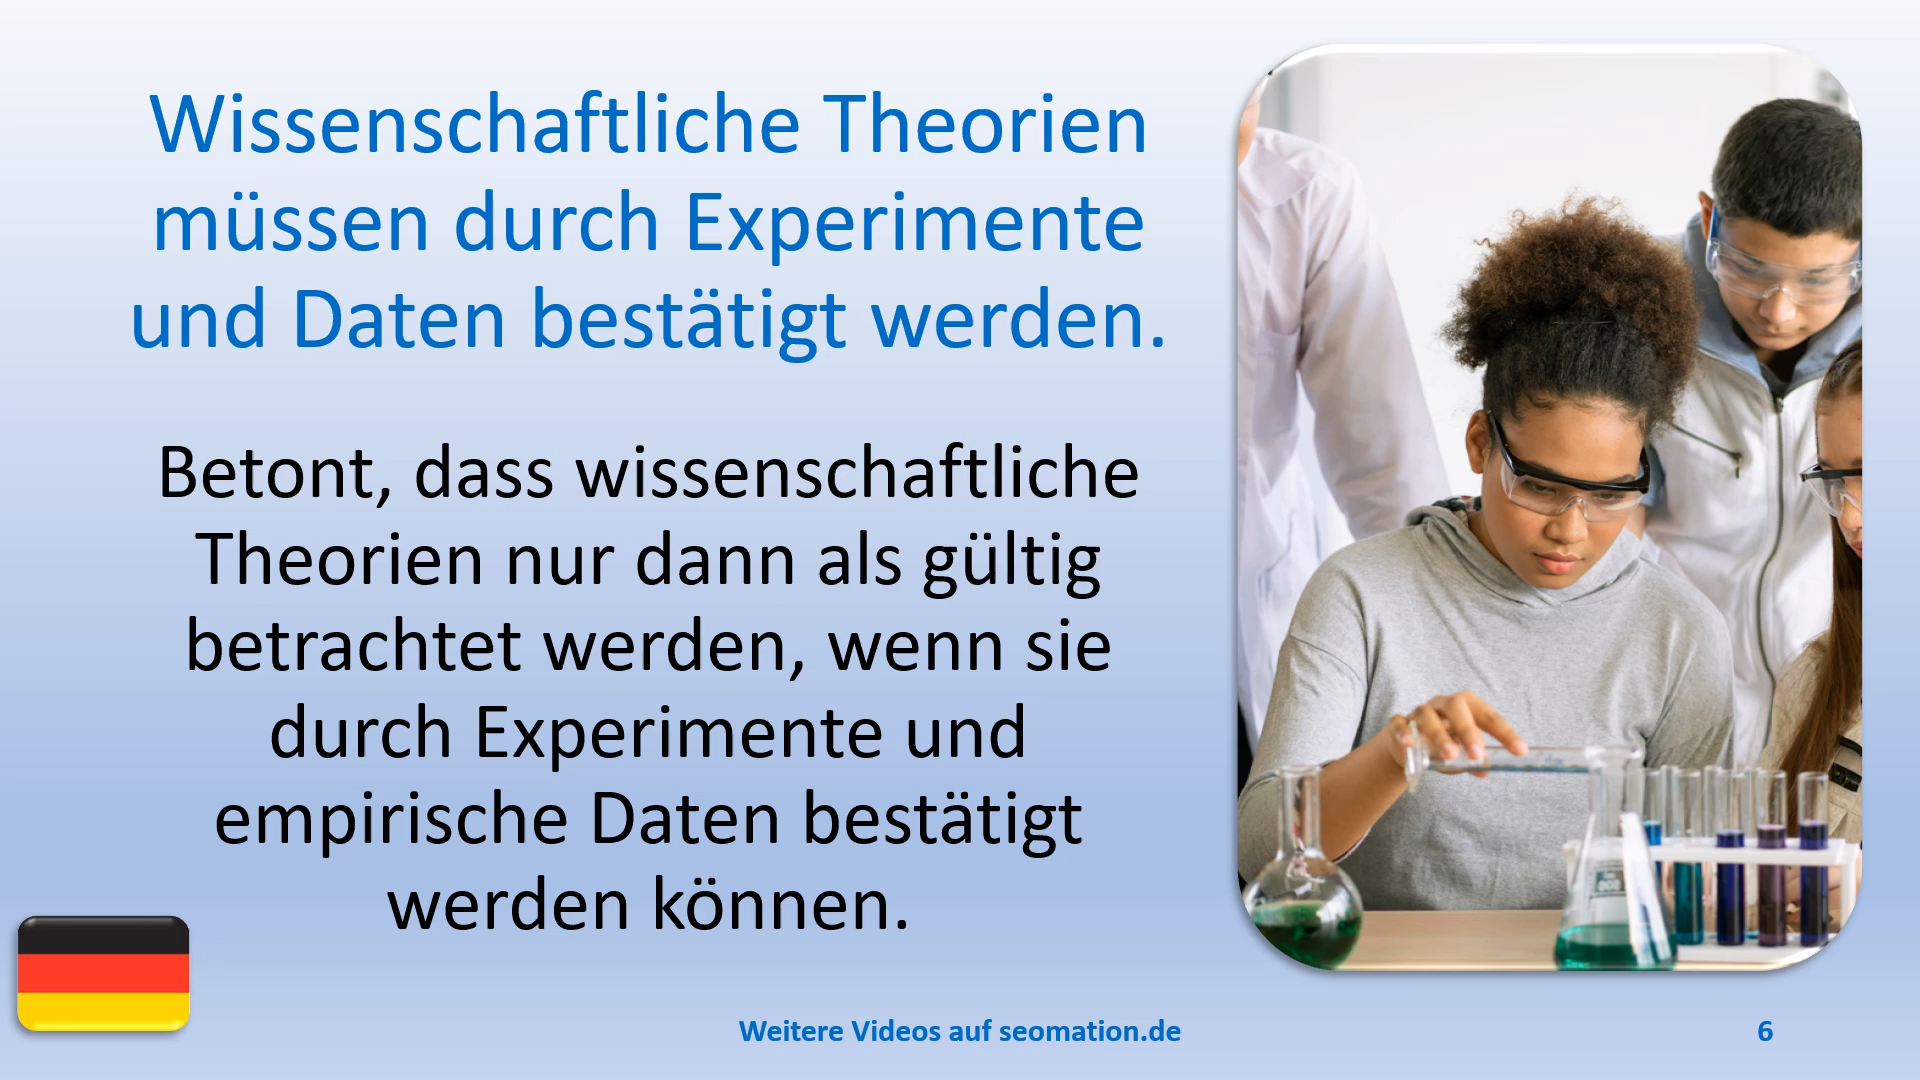 Wissenschaftliche Theorien
müssen durch Experimente
und Daten bestätigt werden.
Betont, dass wissenschaftliche
Theorien nur dann als gültig
betrachtet werden, wenn sie
durch Experimente und
empirische Daten bestätigt
werden können.
Weitere Videos auf seomation.de
6